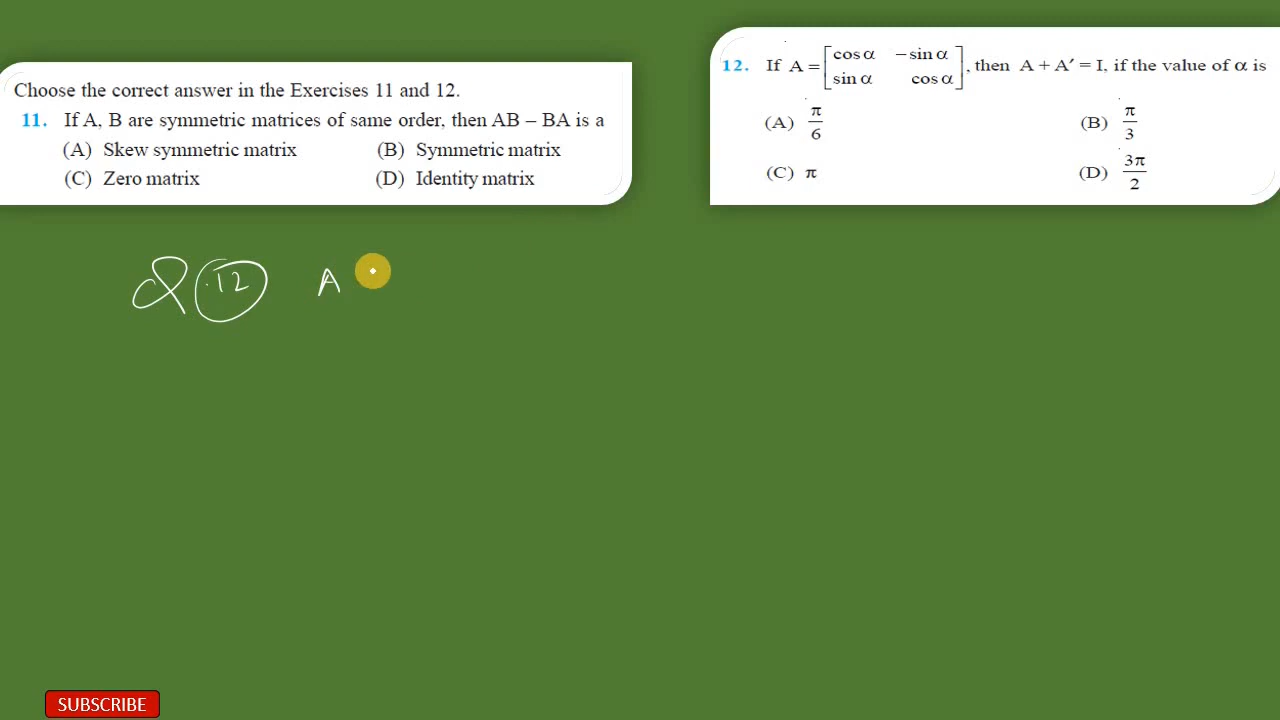 Choose the correct answer in the Exercises 11 and 12.
11. If A, B are symmetric matrices of same order, then AB – BA is a
(A) Skew symmetric matrix (B) Symmetric matrix
(C) Zero matrix (D) Identity matrix
12. If A = [cos α −sin α; sin α cos α], then A + A′ = I, if the value of α is
(A) π/6 (B) π/3
(C) π (D) 3π/2
Q 12 A
SUBSCRIBE